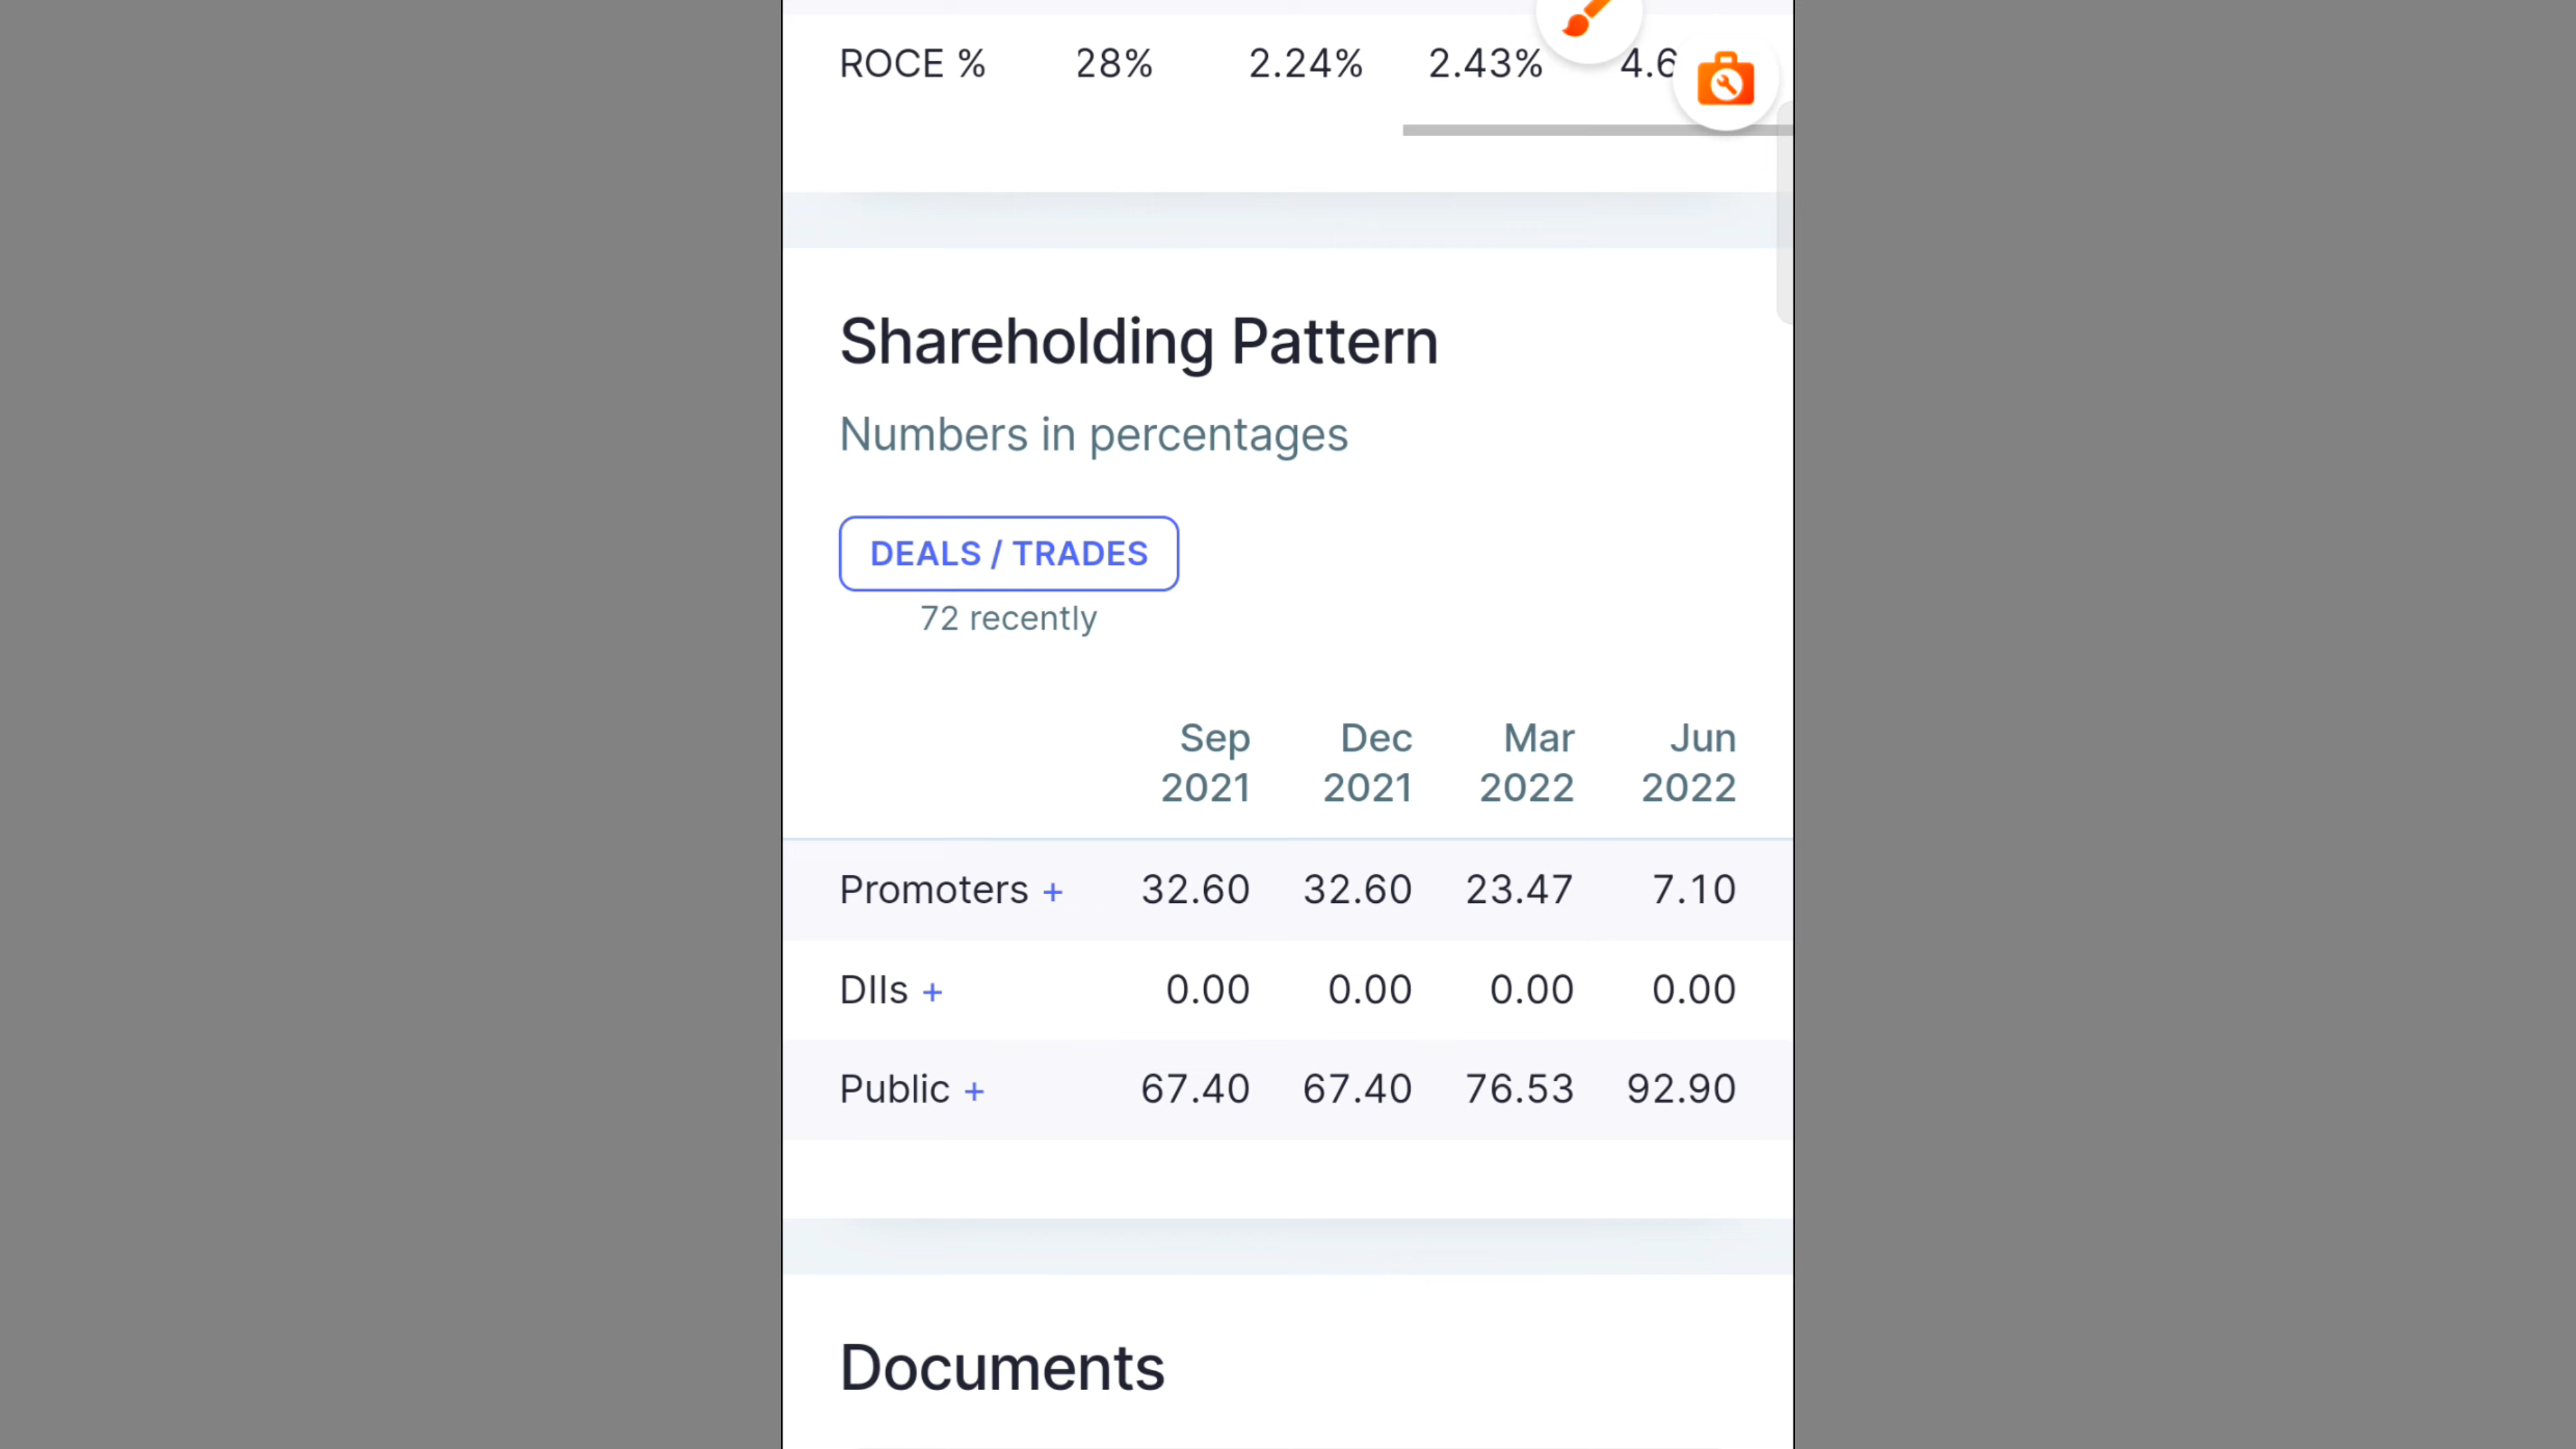 ROCE % 28% 2.24% 2.43% 4.6
Shareholding Pattern
Numbers in percentages
DEALS / TRADES
72 recently
Sep Dec Mar Jun
2021 2021 2022 2022
Promoters + 32.60 32.60 23.47 7.10
DIIs + 0.00 0.00 0.00 0.00
Public + 67.40 67.40 76.53 92.90
Documents